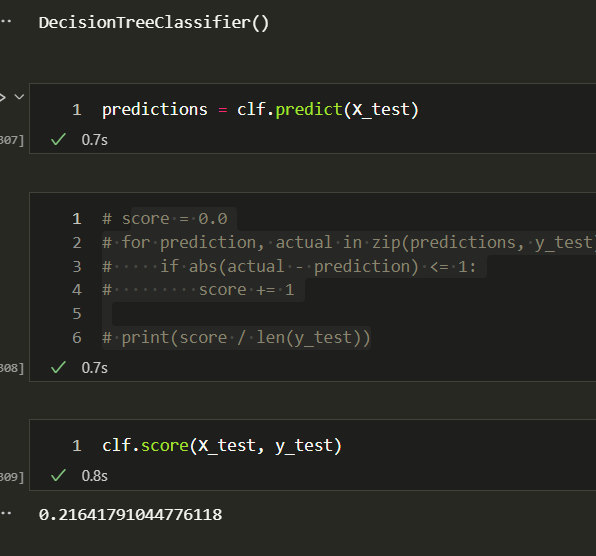 DecisionTreeClassifier()
1 predictions = clf.predict(X_test)
307] 0.7s
1 # score = 0.0
2 # for prediction, actual in zip(predictions, y_test)
3 #     if abs(actual - prediction) <= 1:
4 #         score += 1
5
6 # print(score / len(y_test))
308] 0.7s
1 clf.score(X_test, y_test)
309] 0.8s
0.21641791044776118